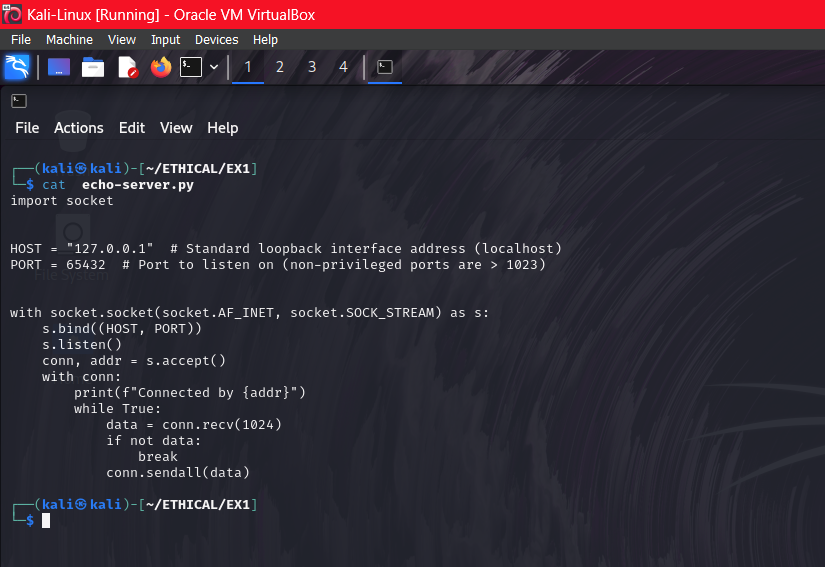 Kali-Linux [Running] - Oracle VM VirtualBox
File Machine View Input Devices Help
1 2 3 4
File Actions Edit View Help
┌──(kali㉿kali)-[~/ETHICAL/EX1]
└─$ cat  echo-server.py
import socket
HOST = "127.0.0.1"  # Standard loopback interface address (localhost)
PORT = 65432  # Port to listen on (non-privileged ports are > 1023)
with socket.socket(socket.AF_INET, socket.SOCK_STREAM) as s:
    s.bind((HOST, PORT))
    s.listen()
    conn, addr = s.accept()
    with conn:
        print(f"Connected by {addr}")
        while True:
            data = conn.recv(1024)
            if not data:
                break
            conn.sendall(data)
┌──(kali㉿kali)-[~/ETHICAL/EX1]
└─$